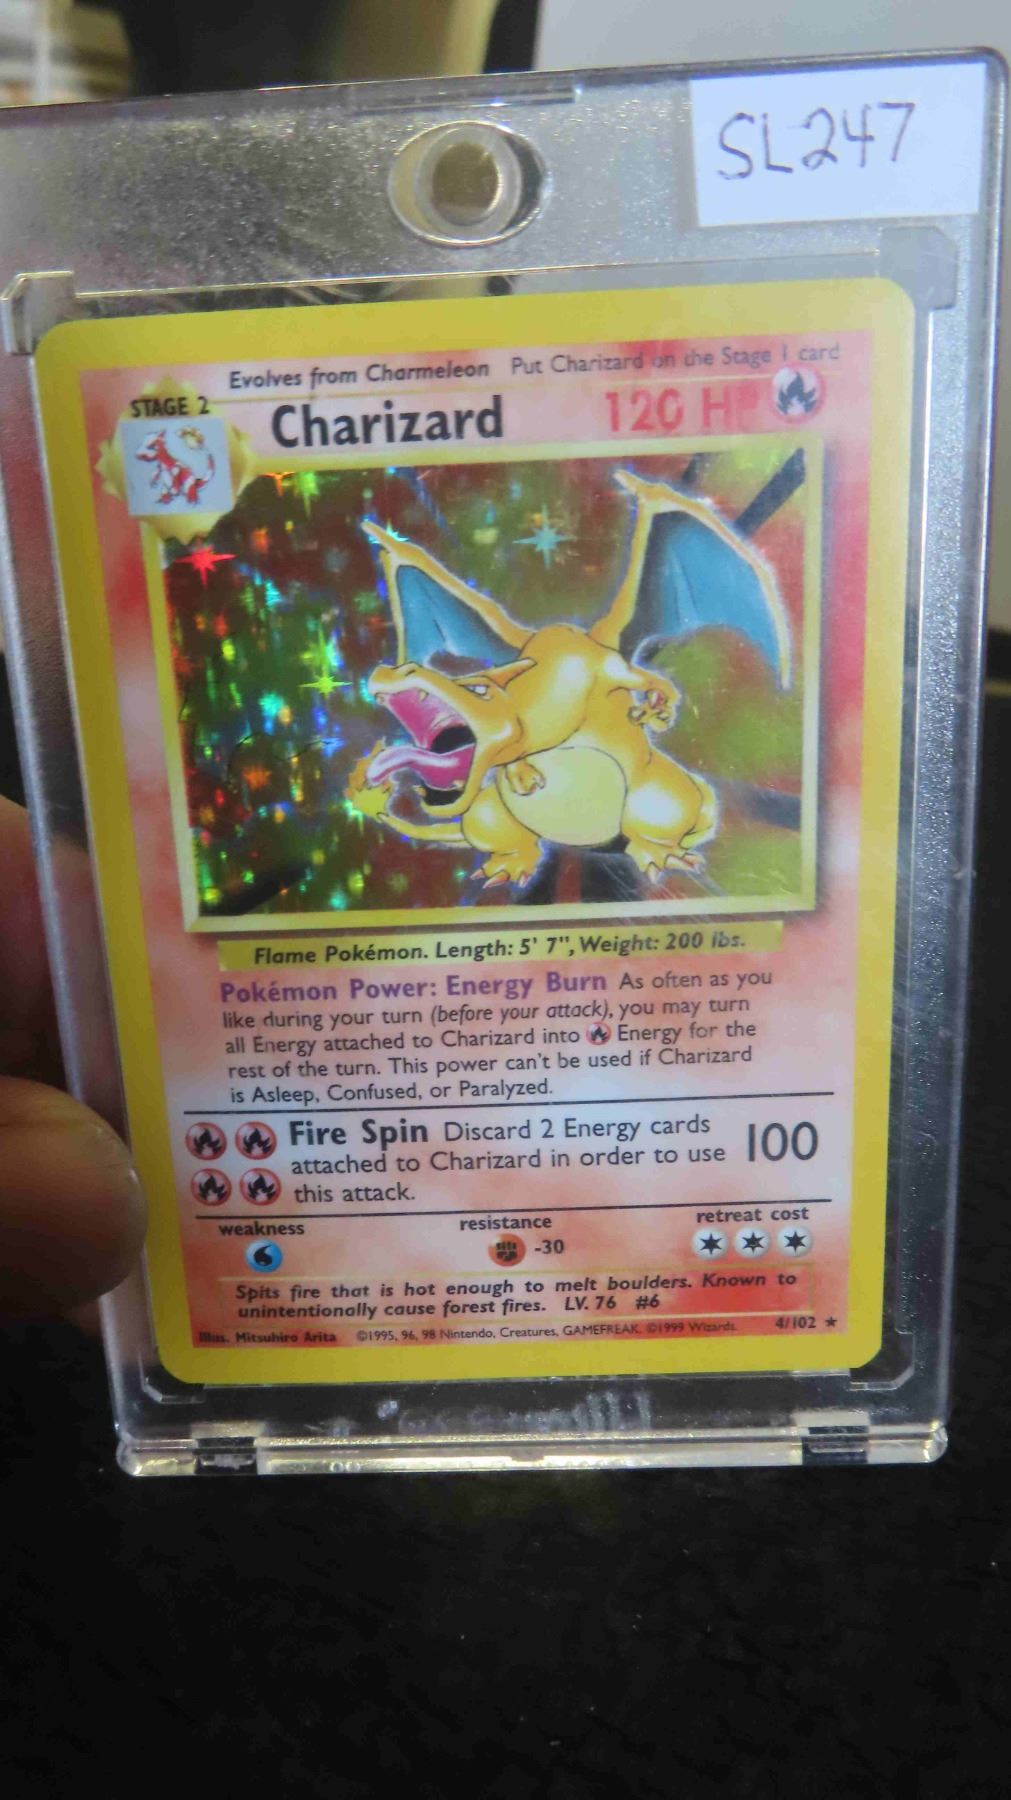 SL247
Evolves from Charmeleon Put Charizard on the Stage 1 card
STAGE 2
Charizard 120 HP
Flame Pokémon. Length: 5' 7", Weight: 200 lbs.
Pokémon Power: Energy Burn As often as you
like during your turn (before your attack), you may turn
all Energy attached to Charizard into Energy for the
rest of the turn. This power can't be used if Charizard
is Asleep, Confused, or Paralyzed.
Fire Spin Discard 2 Energy cards
attached to Charizard in order to use 100
this attack.
weakness resistance retreat cost
-30
Spits fire that is hot enough to melt boulders. Known to
unintentionally cause forest fires. LV. 76 #6
Illus. Mitsuhiro Arita ©1995, 96, 98 Nintendo, Creatures, GAMEFREAK. ©1999 Wizards. 4/102 ★